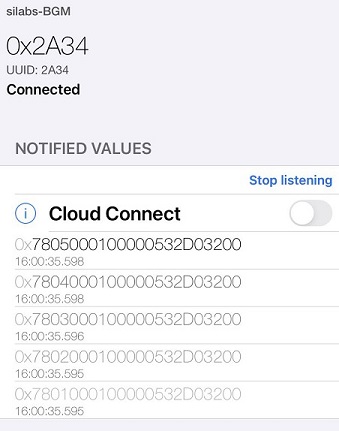 silabs-BGM
0x2A34
UUID: 2A34
Connected
NOTIFIED VALUES
Stop listening
i Cloud Connect
0x7805000100000532D03200
16:00:35.598
0x7804000100000532D03200
16:00:35.598
0x7803000100000532D03200
16:00:35.596
0x7802000100000532D03200
16:00:35.595
0x7801000100000532D03200
16:00:35.595